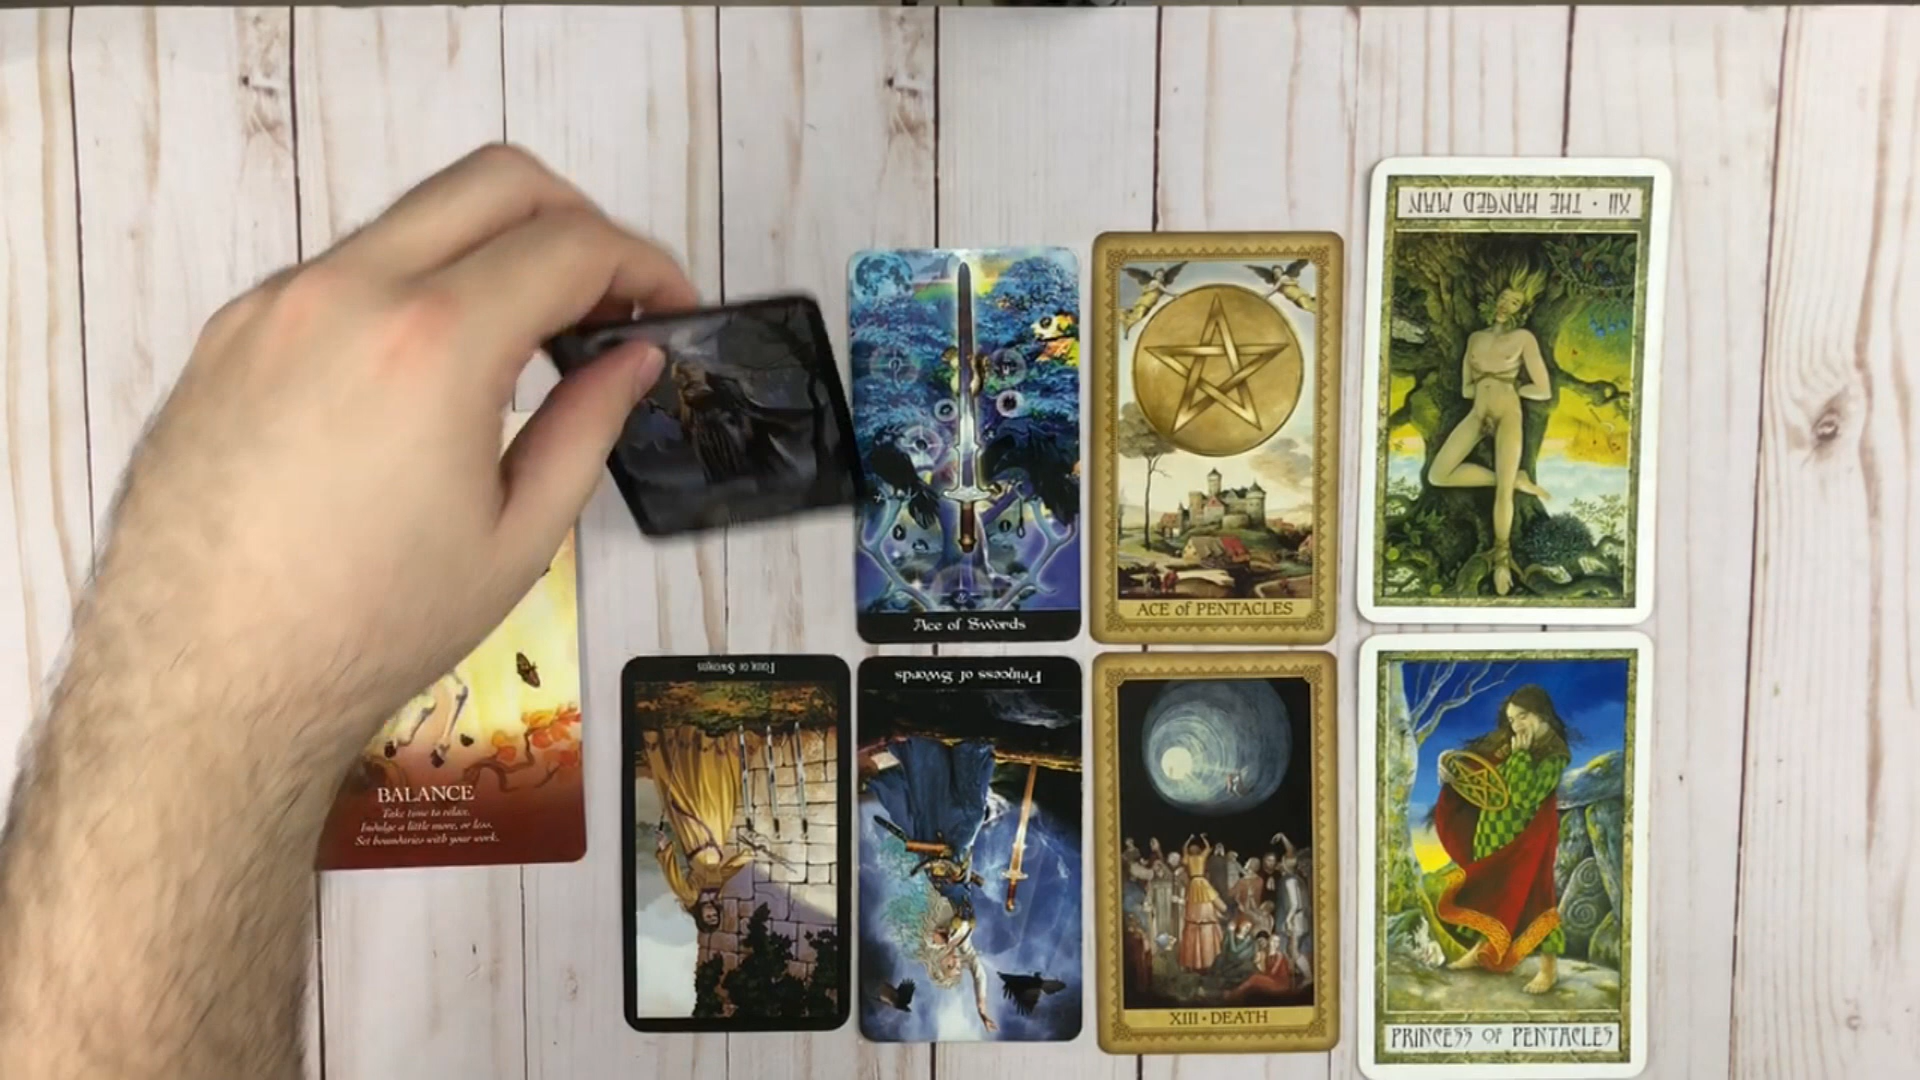 XII · THE HANGED MAN
Ace of Swords
ACE of PENTACLES
Four of Swords
Princess of Swords
BALANCE
Take time to relax.
Indulge a little more, or less.
Set boundaries with your work.
XIII · DEATH
PRINCESS OF PENTACLES